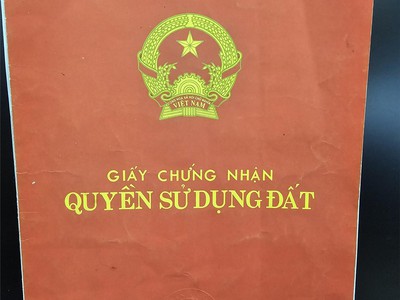 VIỆT NAM
GIẤY CHỨNG NHẬN
QUYỀN SỬ DỤNG ĐẤT